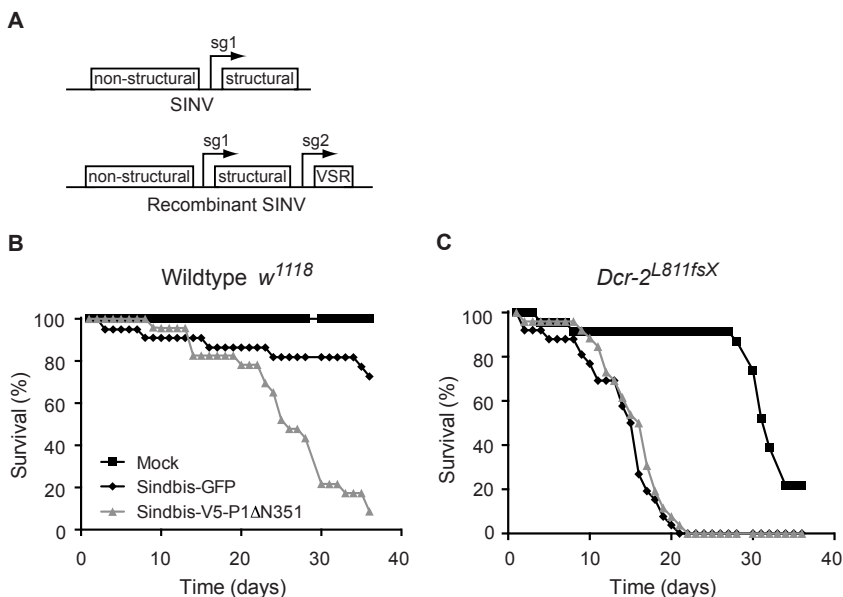 A
sg1
non-structural structural
SINV
sg1 sg2
non-structural structural VSR
Recombinant SINV
B
Wildtype w1118
Survival (%)
100
80
60
40
20
0
Mock
Sindbis-GFP
Sindbis-V5-P1ΔN351
0 10 20 30 40
Time (days)
C
Dcr-2L811fsX
Survival (%)
100
80
60
40
20
0
0 10 20 30 40
Time (days)